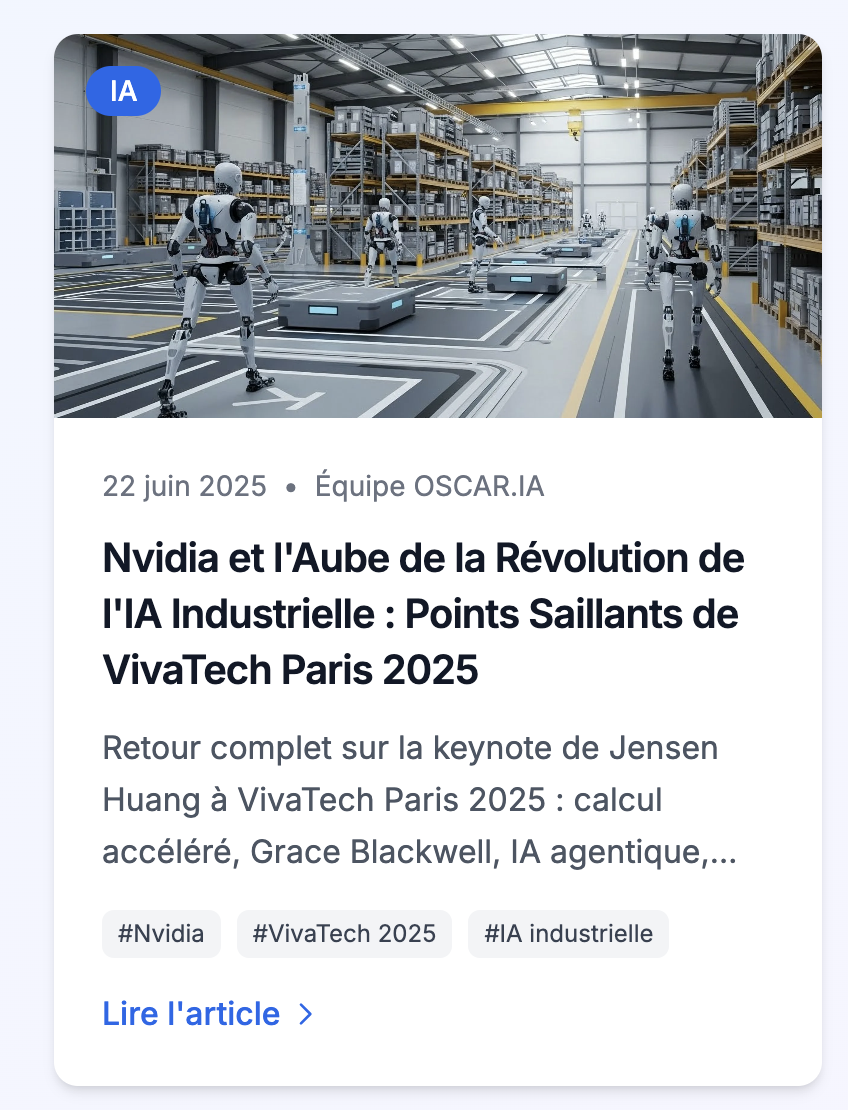 IA
22 juin 2025 • Équipe OSCAR.IA
Nvidia et l'Aube de la Révolution de
l'IA Industrielle : Points Saillants de
VivaTech Paris 2025
Retour complet sur la keynote de Jensen
Huang à VivaTech Paris 2025 : calcul
accéléré, Grace Blackwell, IA agentique,...
#Nvidia #VivaTech 2025 #IA industrielle
Lire l'article >